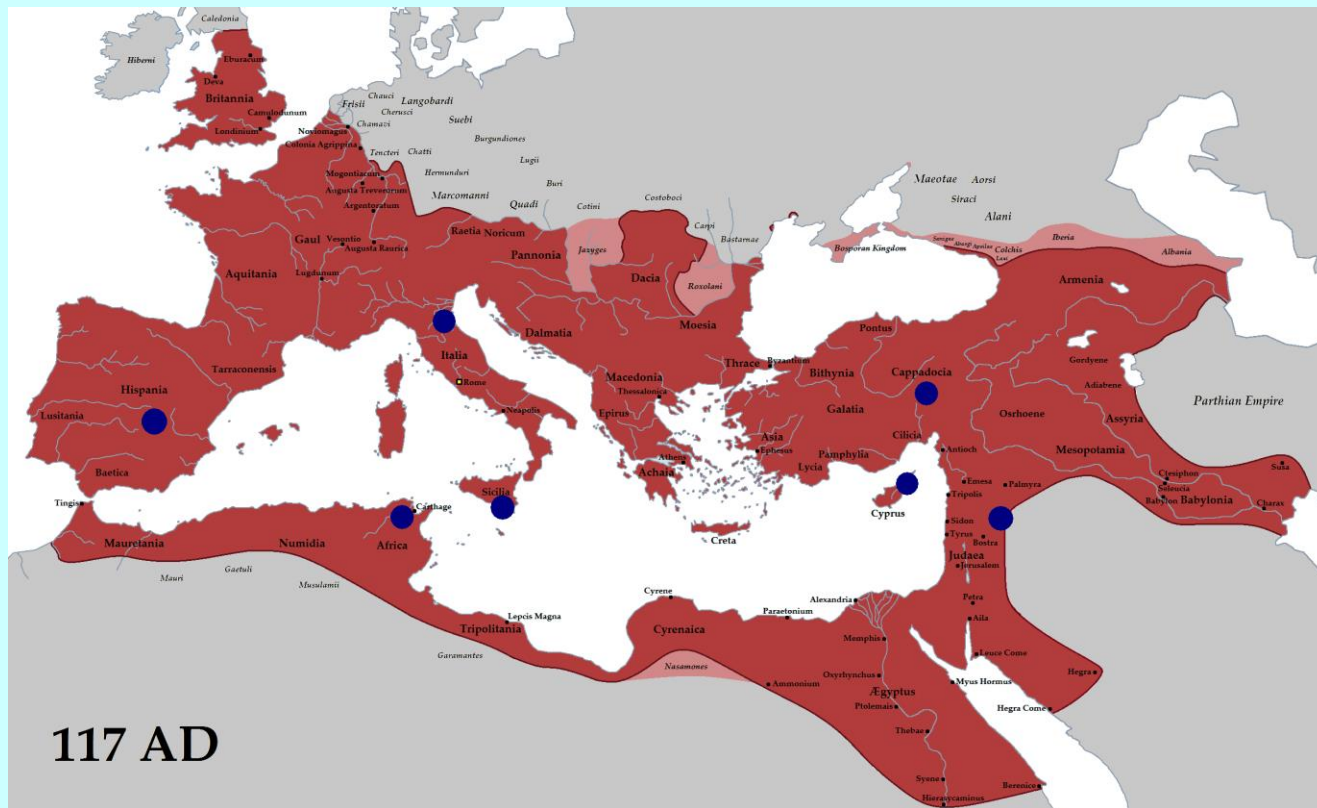 Caledonia
Hiberni
Eburacum
Deva
Britannia
Camulodunum
Londinium
Frisii
Chauci
Langobardi
Cherusci
Suebi
Chamavi
Noviomagus
Burgundiones
Colonia Agrippina
Tencteri
Chatti
Lugii
Hermunduri
Mogontiacum
Buri
Augusta Treverorum
Marcomanni
Costoboci
Quadi
Cotini
Argentoratum
Carpi
Bastarnae
Maeotae
Aorsi
Siraci
Alani
Raetia
Noricum
Gaul
Vesontio
Augusta Raurica
Pannonia
Jasyges
Bosporan Kingdom
Iberia
Colchis
Albania
Aquitania
Lugdunum
Dacia
Roxolani
Armenia
Dalmatia
Moesia
Pontus
Italia
Thrace
Byzantium
Gordyene
Tarraconensis
Rome
Macedonia
Bithynia
Cappadocia
Adiabene
Hispania
Thessalonica
Parthian Empire
Lusitania
Neapolis
Epirus
Galatia
Osrhoene
Assyria
Asia
Cilicia
Ephesus
Pamphylia
Antioch
Mesopotamia
Baetica
Athens
Achaia
Lycia
Susa
Ctesiphon
Seleucia
Emesa
Palmyra
Sicilia
Tripolis
Babylon
Babylonia
Charax
Tingis
Carthage
Cyprus
Sidon
Creta
Tyrus
Bostra
Mauretania
Numidia
Africa
Judaea
Jerusalem
Mauri
Gaetuli
Musulamii
Cyrene
Alexandria
Paraetonium
Petra
Lepcis Magna
Aila
Tripolitania
Cyrenaica
Memphis
Garamantes
Leuce Come
Nasamones
Oxyrhynchus
Hegra
Ammonium
Myus Hormus
Ægyptus
Ptolemais
Hegra Come
Thebae
117 AD
Syene
Berenice
Hierasycaminus